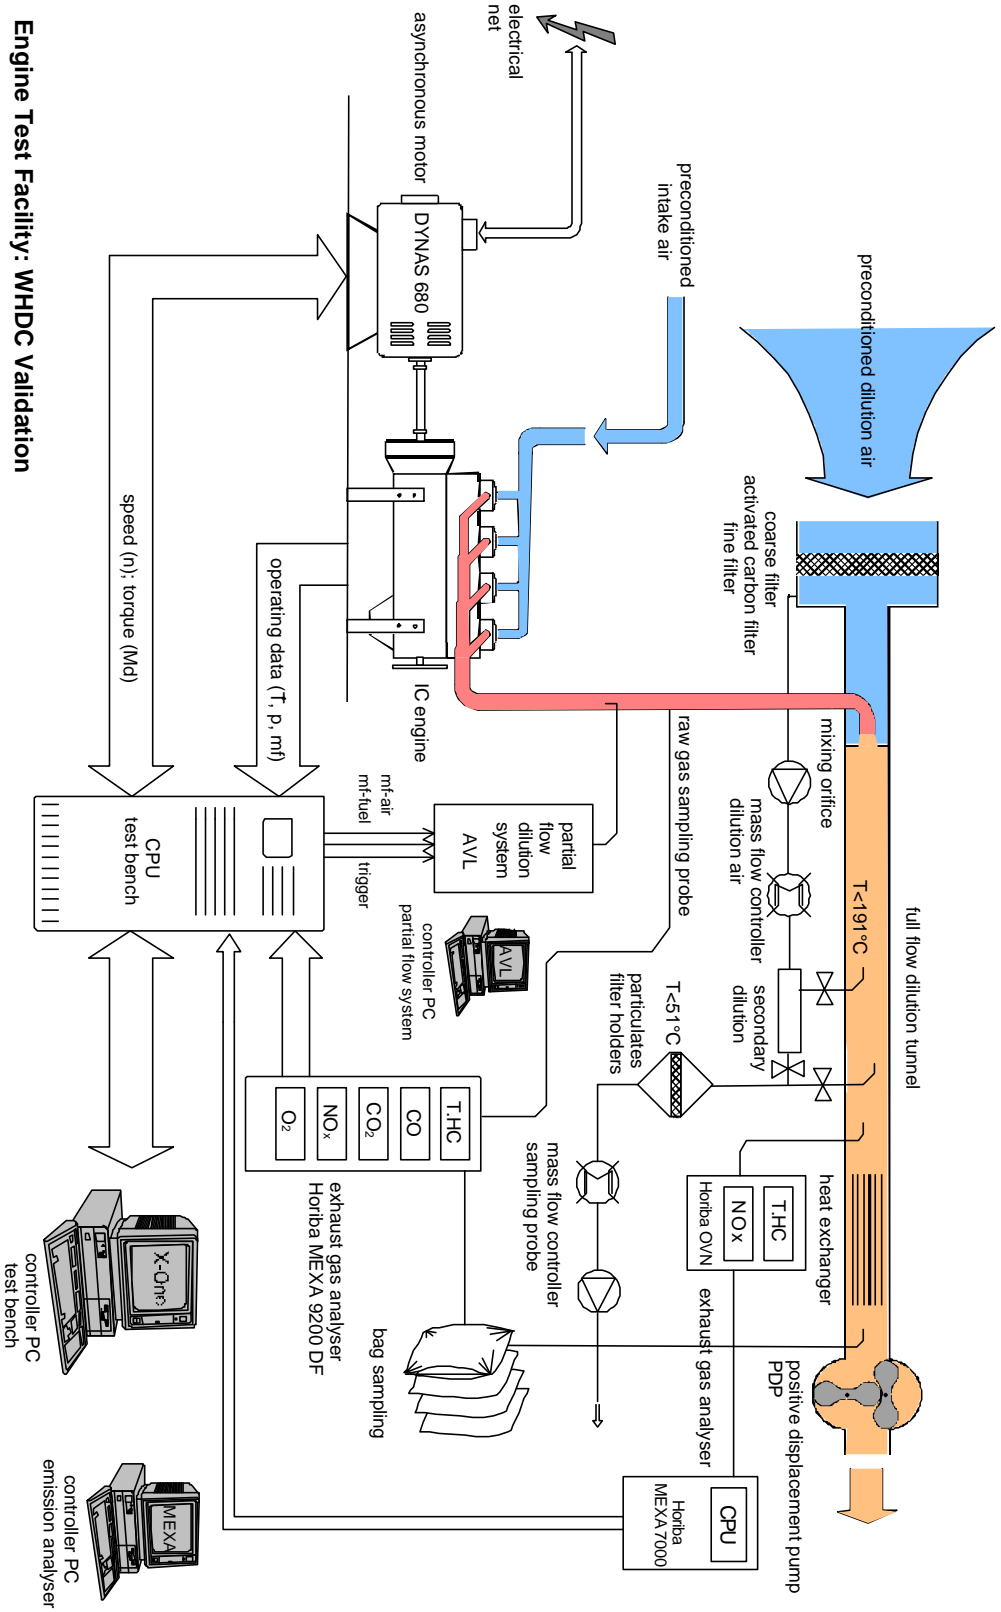 electrical
net
asynchronous motor
DYNAS 680
preconditioned
intake air
preconditioned dilution air
coarse filter
activated carbon filter
fine filter
IC engine
operating data (T, p, mf)
speed (n); torque (Md)
Engine Test Facility: WHDC Validation
raw gas sampling probe
mixing orifice
mass flow controller
dilution air
T<191°C
full flow dilution tunnel
secondary
dilution
partial
flow
dilution
system
AVL
mf-air
mf-fuel
trigger
CPU
test bench
AVL
controller PC
partial flow system
T<51°C
particulates
filter holders
T.HC
CO
CO₂
NOₓ
O₂
exhaust gas analyser
Horiba MEXA 9200 DF
mass flow controller
sampling probe
T.HC
NOx
Horiba OVN
heat exchanger
exhaust gas analyser
positive displacement pump
PDP
bag sampling
CPU
Horiba
MEXA 7000
X-One
controller PC
test bench
MEXA
controller PC
emission analyser